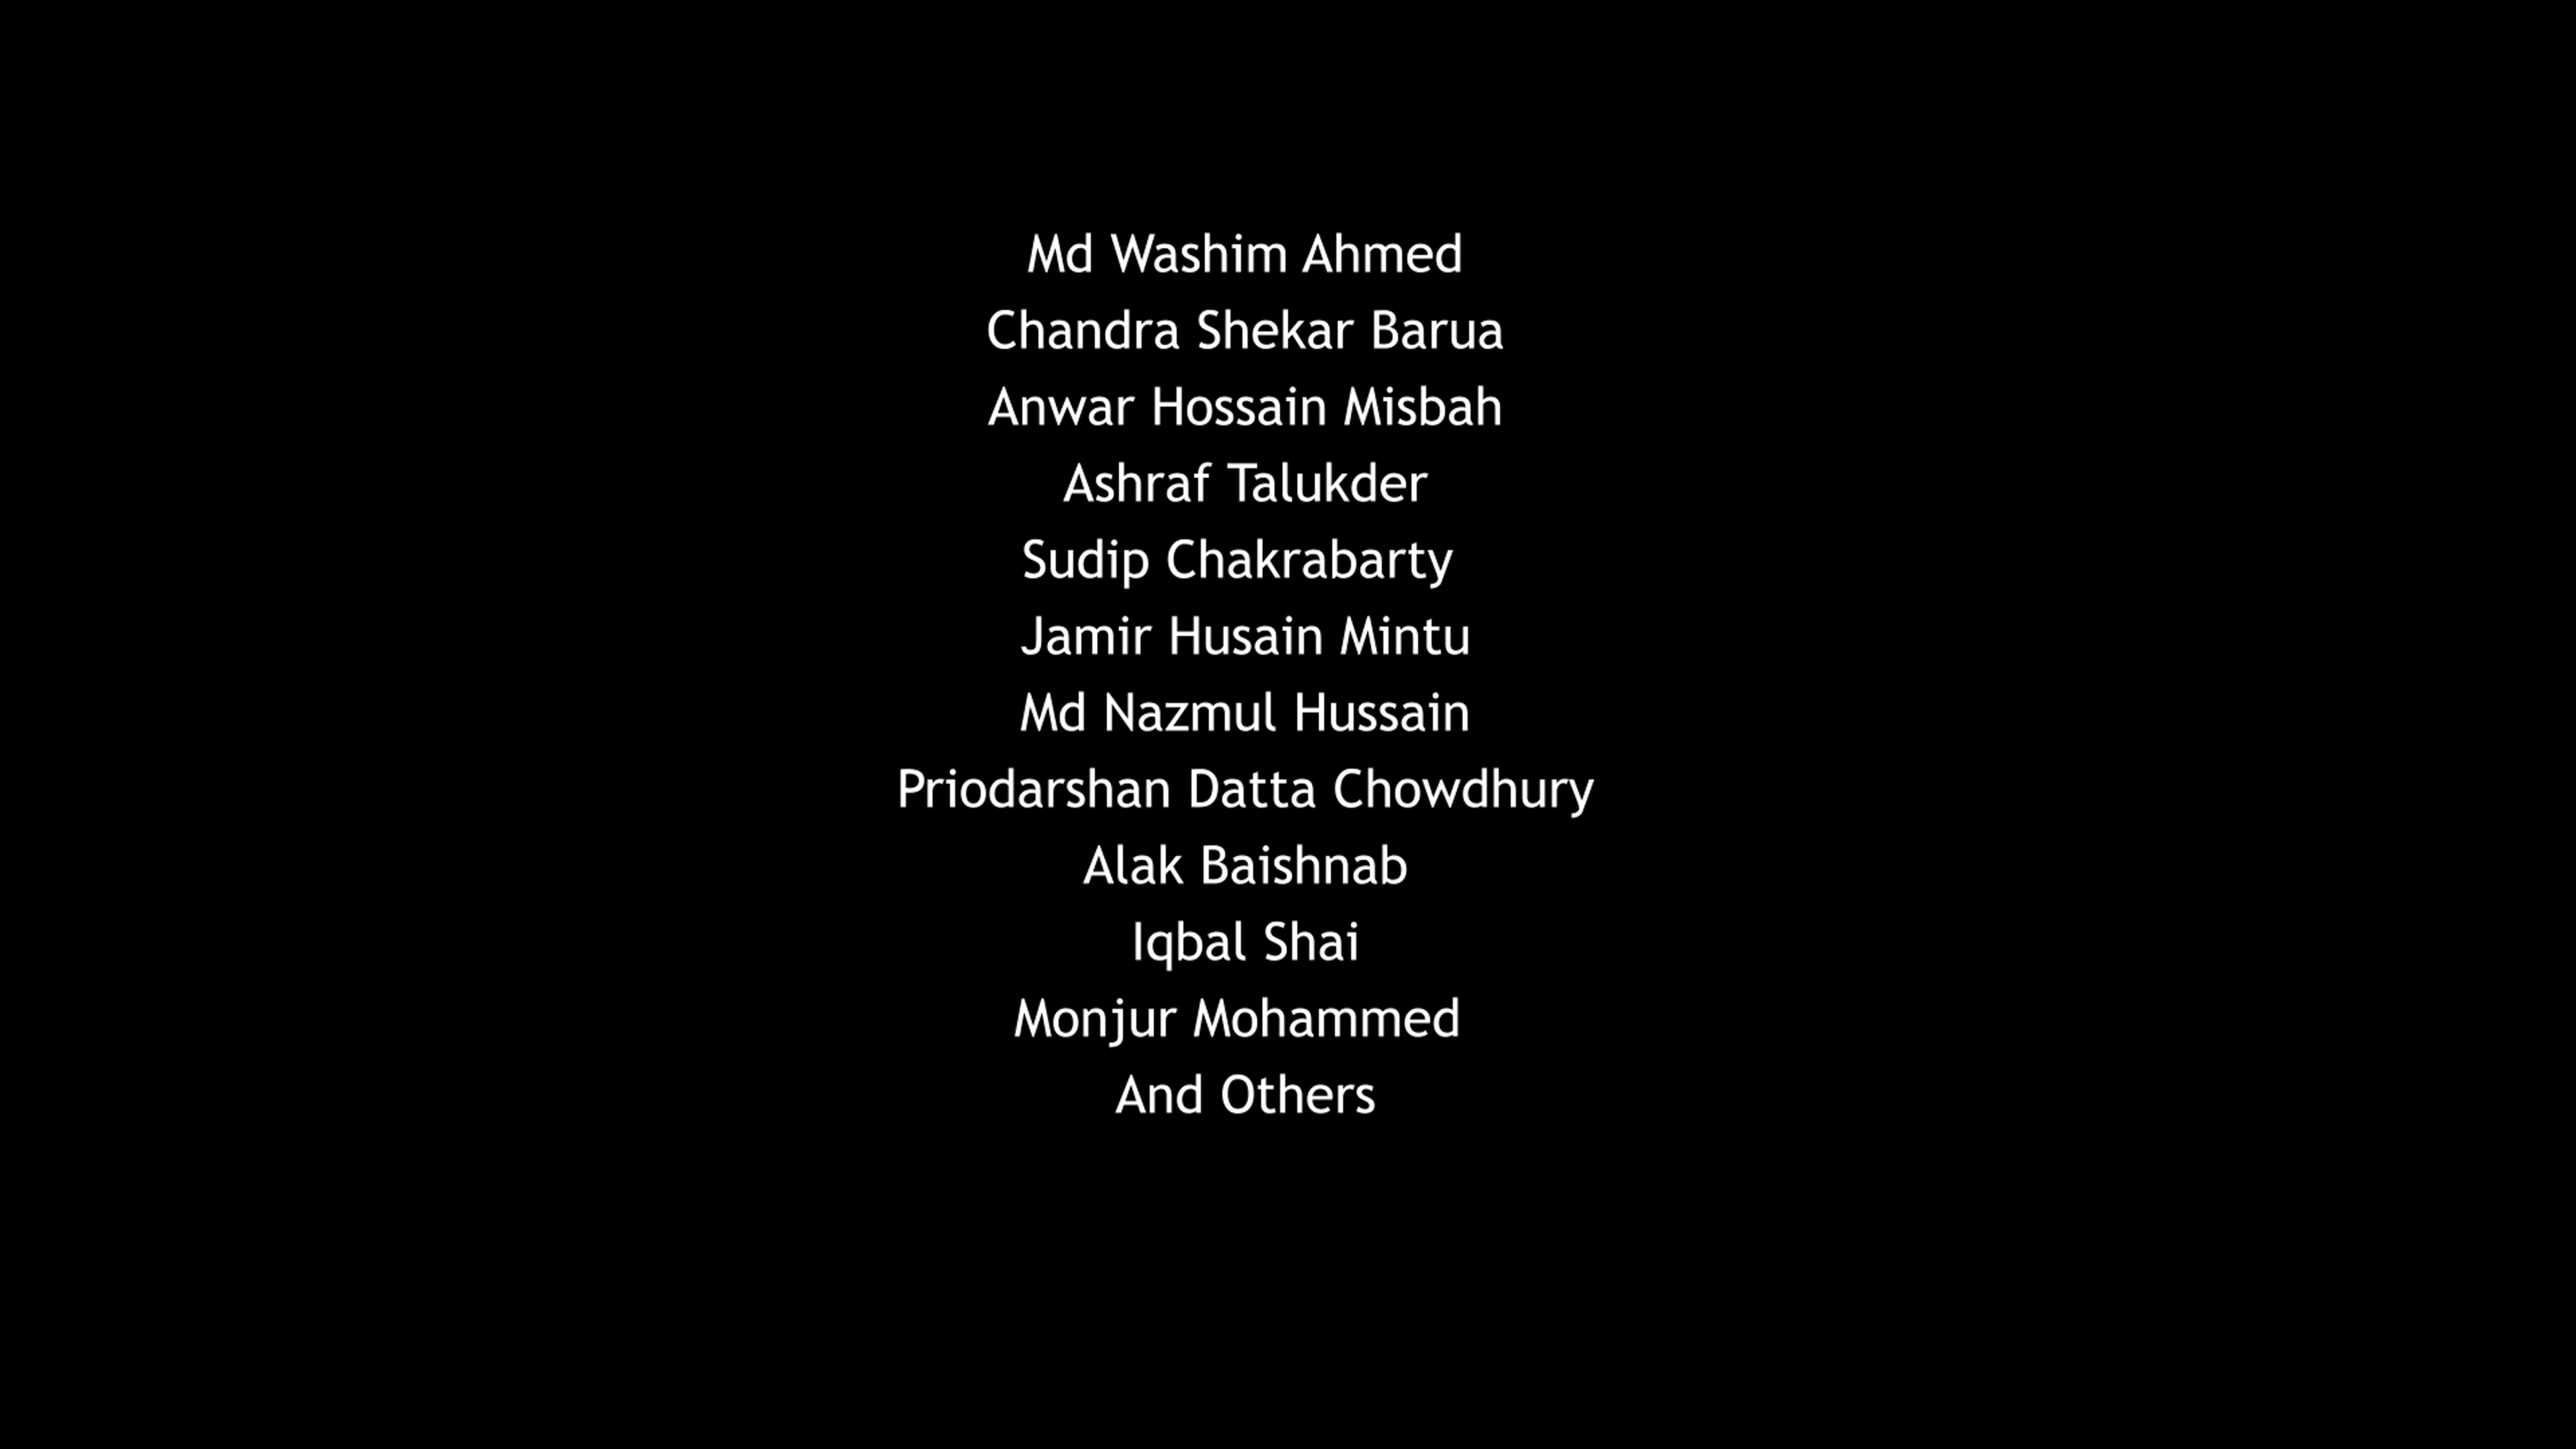 Md Washim Ahmed
Chandra Shekar Barua
Anwar Hossain Misbah
Ashraf Talukder
Sudip Chakrabarty
Jamir Husain Mintu
Md Nazmul Hussain
Priodarshan Datta Chowdhury
Alak Baishnab
Iqbal Shai
Monjur Mohammed
And Others